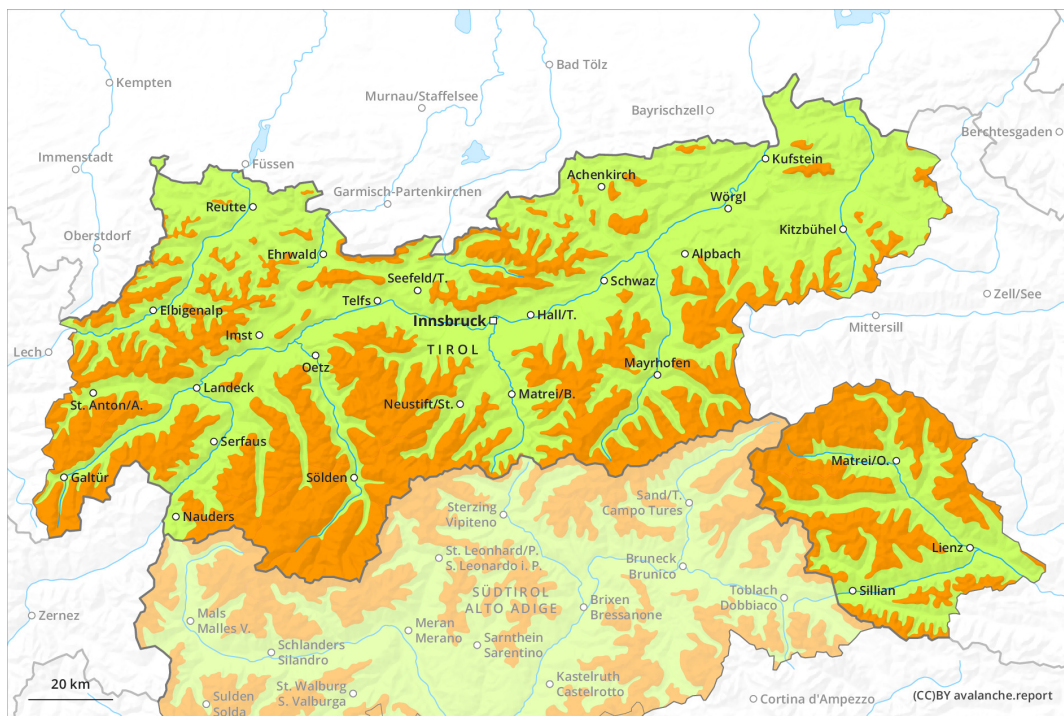 Kempten
Bad Tölz
Murnau/Staffelsee
Bayrischzell
Berchtesgaden
Immenstadt
Füssen
Kufstein
Garmisch-Partenkirchen
Achenkirch
Wörgl
Reutte
Oberstdorf
Kitzbühel
Ehrwald
Alpbach
Seefeld/T.
Schwaz
Zell/See
Telfs
Elbigenalp
Innsbruck
Hall/T.
Mittersill
Imst
Lech
TIROL
Oetz
Mayrhofen
Landeck
St. Anton/A.
Neustift/St.
Matrei/B.
Serfaus
Matrei/O.
Galtür
Sölden
Sand/T.
Campo Tures
Nauders
Sterzing
Vipiteno
Lienz
St. Leonhard/P.
S. Leonardo i. P.
Bruneck
Brunico
Sillian
SÜDTIROL
ALTO ADIGE
Toblach
Dobbiaco
Zernez
Mals
Malles V.
Brixen
Bressanone
Meran
Merano
Schlanders
Silandro
Sarnthein
Sarentino
20 km
St. Walburg
S. Valburga
Kastelruth
Castelrotto
Sulden
Solda
Cortina d'Ampezzo
(CC)BY avalanche.report